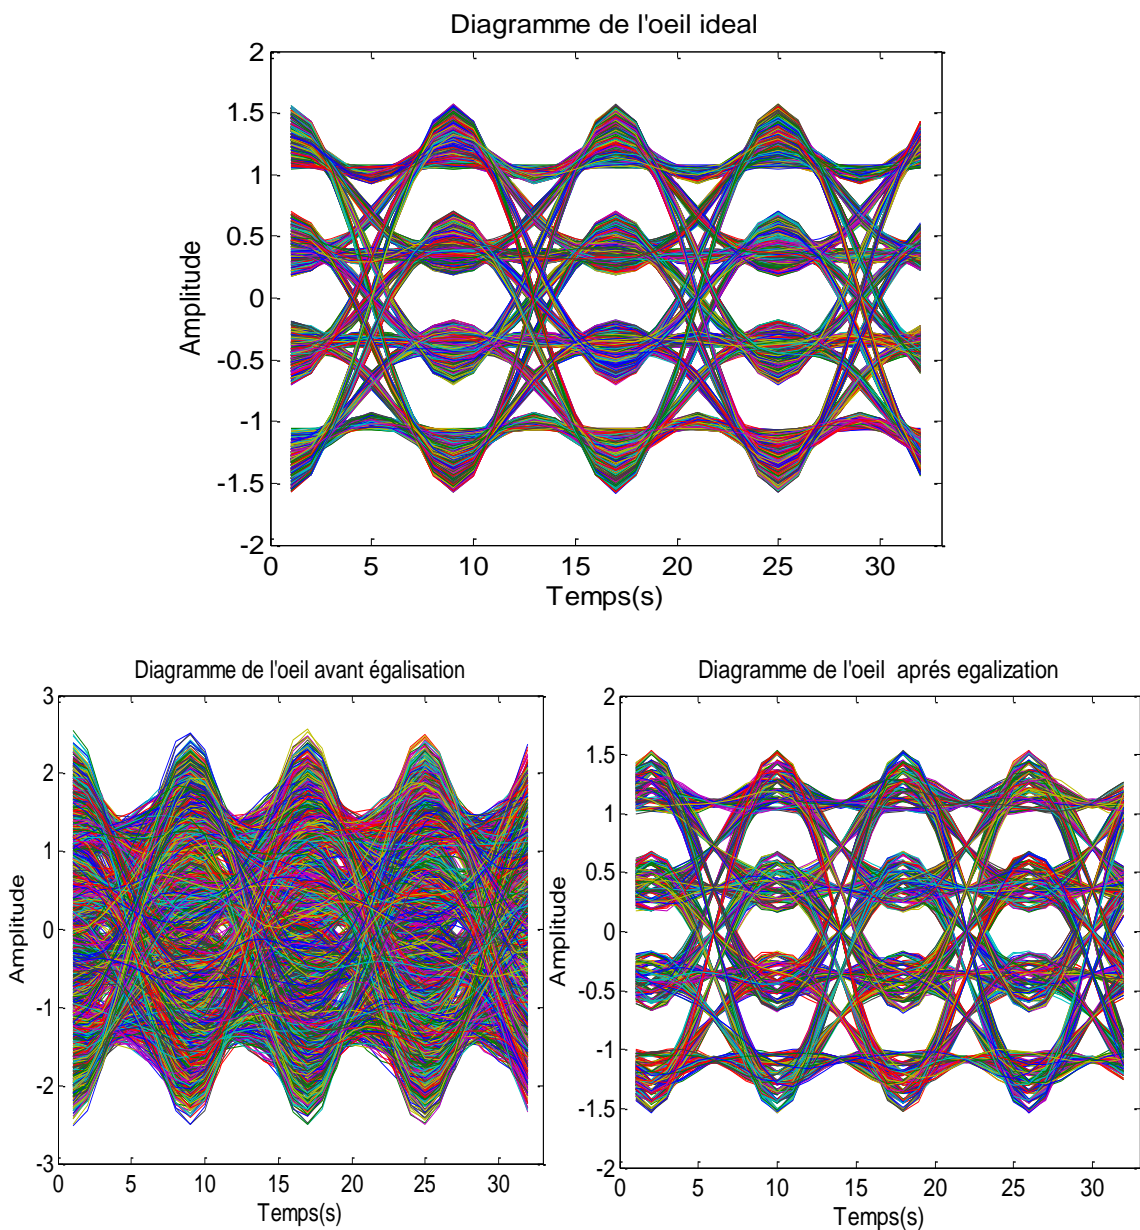 Diagramme de l'oeil ideal
2
1.5
1
0.5
0
-0.5
-1
-1.5
-2
Amplitude
0 5 10 15 20 25 30
Temps(s)
Diagramme de l'oeil avant égalisation
3
2
1
0
-1
-2
-3
Amplitude
0 5 10 15 20 25 30
Temps(s)
Diagramme de l'oeil aprés egalization
2
1.5
1
0.5
0
-0.5
-1
-1.5
-2
Amplitude
0 5 10 15 20 25 30
Temps(s)